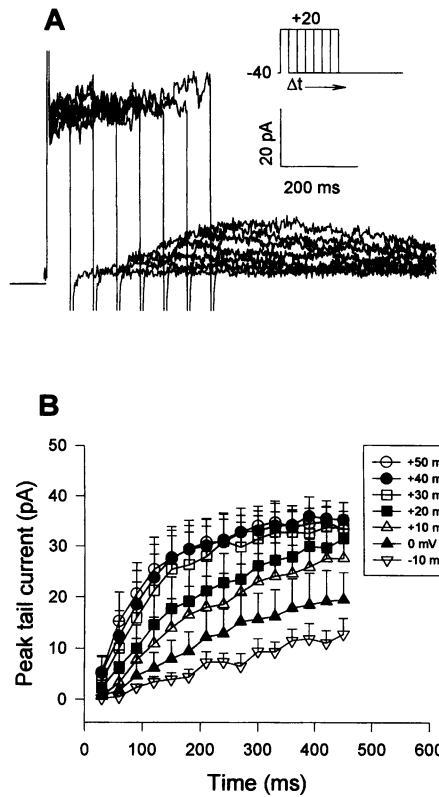 A
+20
-40
Δt
20 pA
200 ms
B
Peak tail current (pA)
50
40
30
20
10
0
+50 m
+40 m
+30 m
+20 m
+10 m
0 mV
-10 m
0 100 200 300 400 500 600
Time (ms)